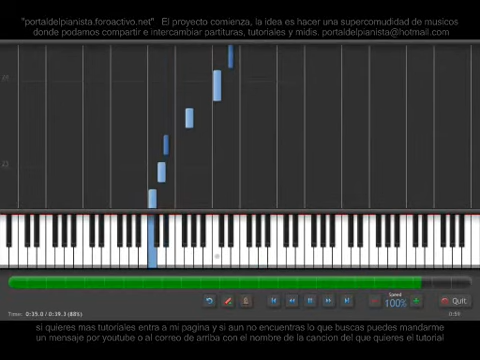 "portaldelpianista.foroactivo.net" El proyecto comienza, la idea es hacer una supercomudidad de musicos
donde podamos compartir e intercambiar partituras, tutoriales y midis. portaldelpianista@hotmail.com
Speed
100%
Quit
Time: 0:35.0 / 0:39.3 (88%)
si quieres mas tutoriales entra a mi pagina y si aun no encuentras lo que buscas puedes mandarme
un mensaje por youtube o al correo de arriba con el nombre de la cancion del que quieres el tutorial